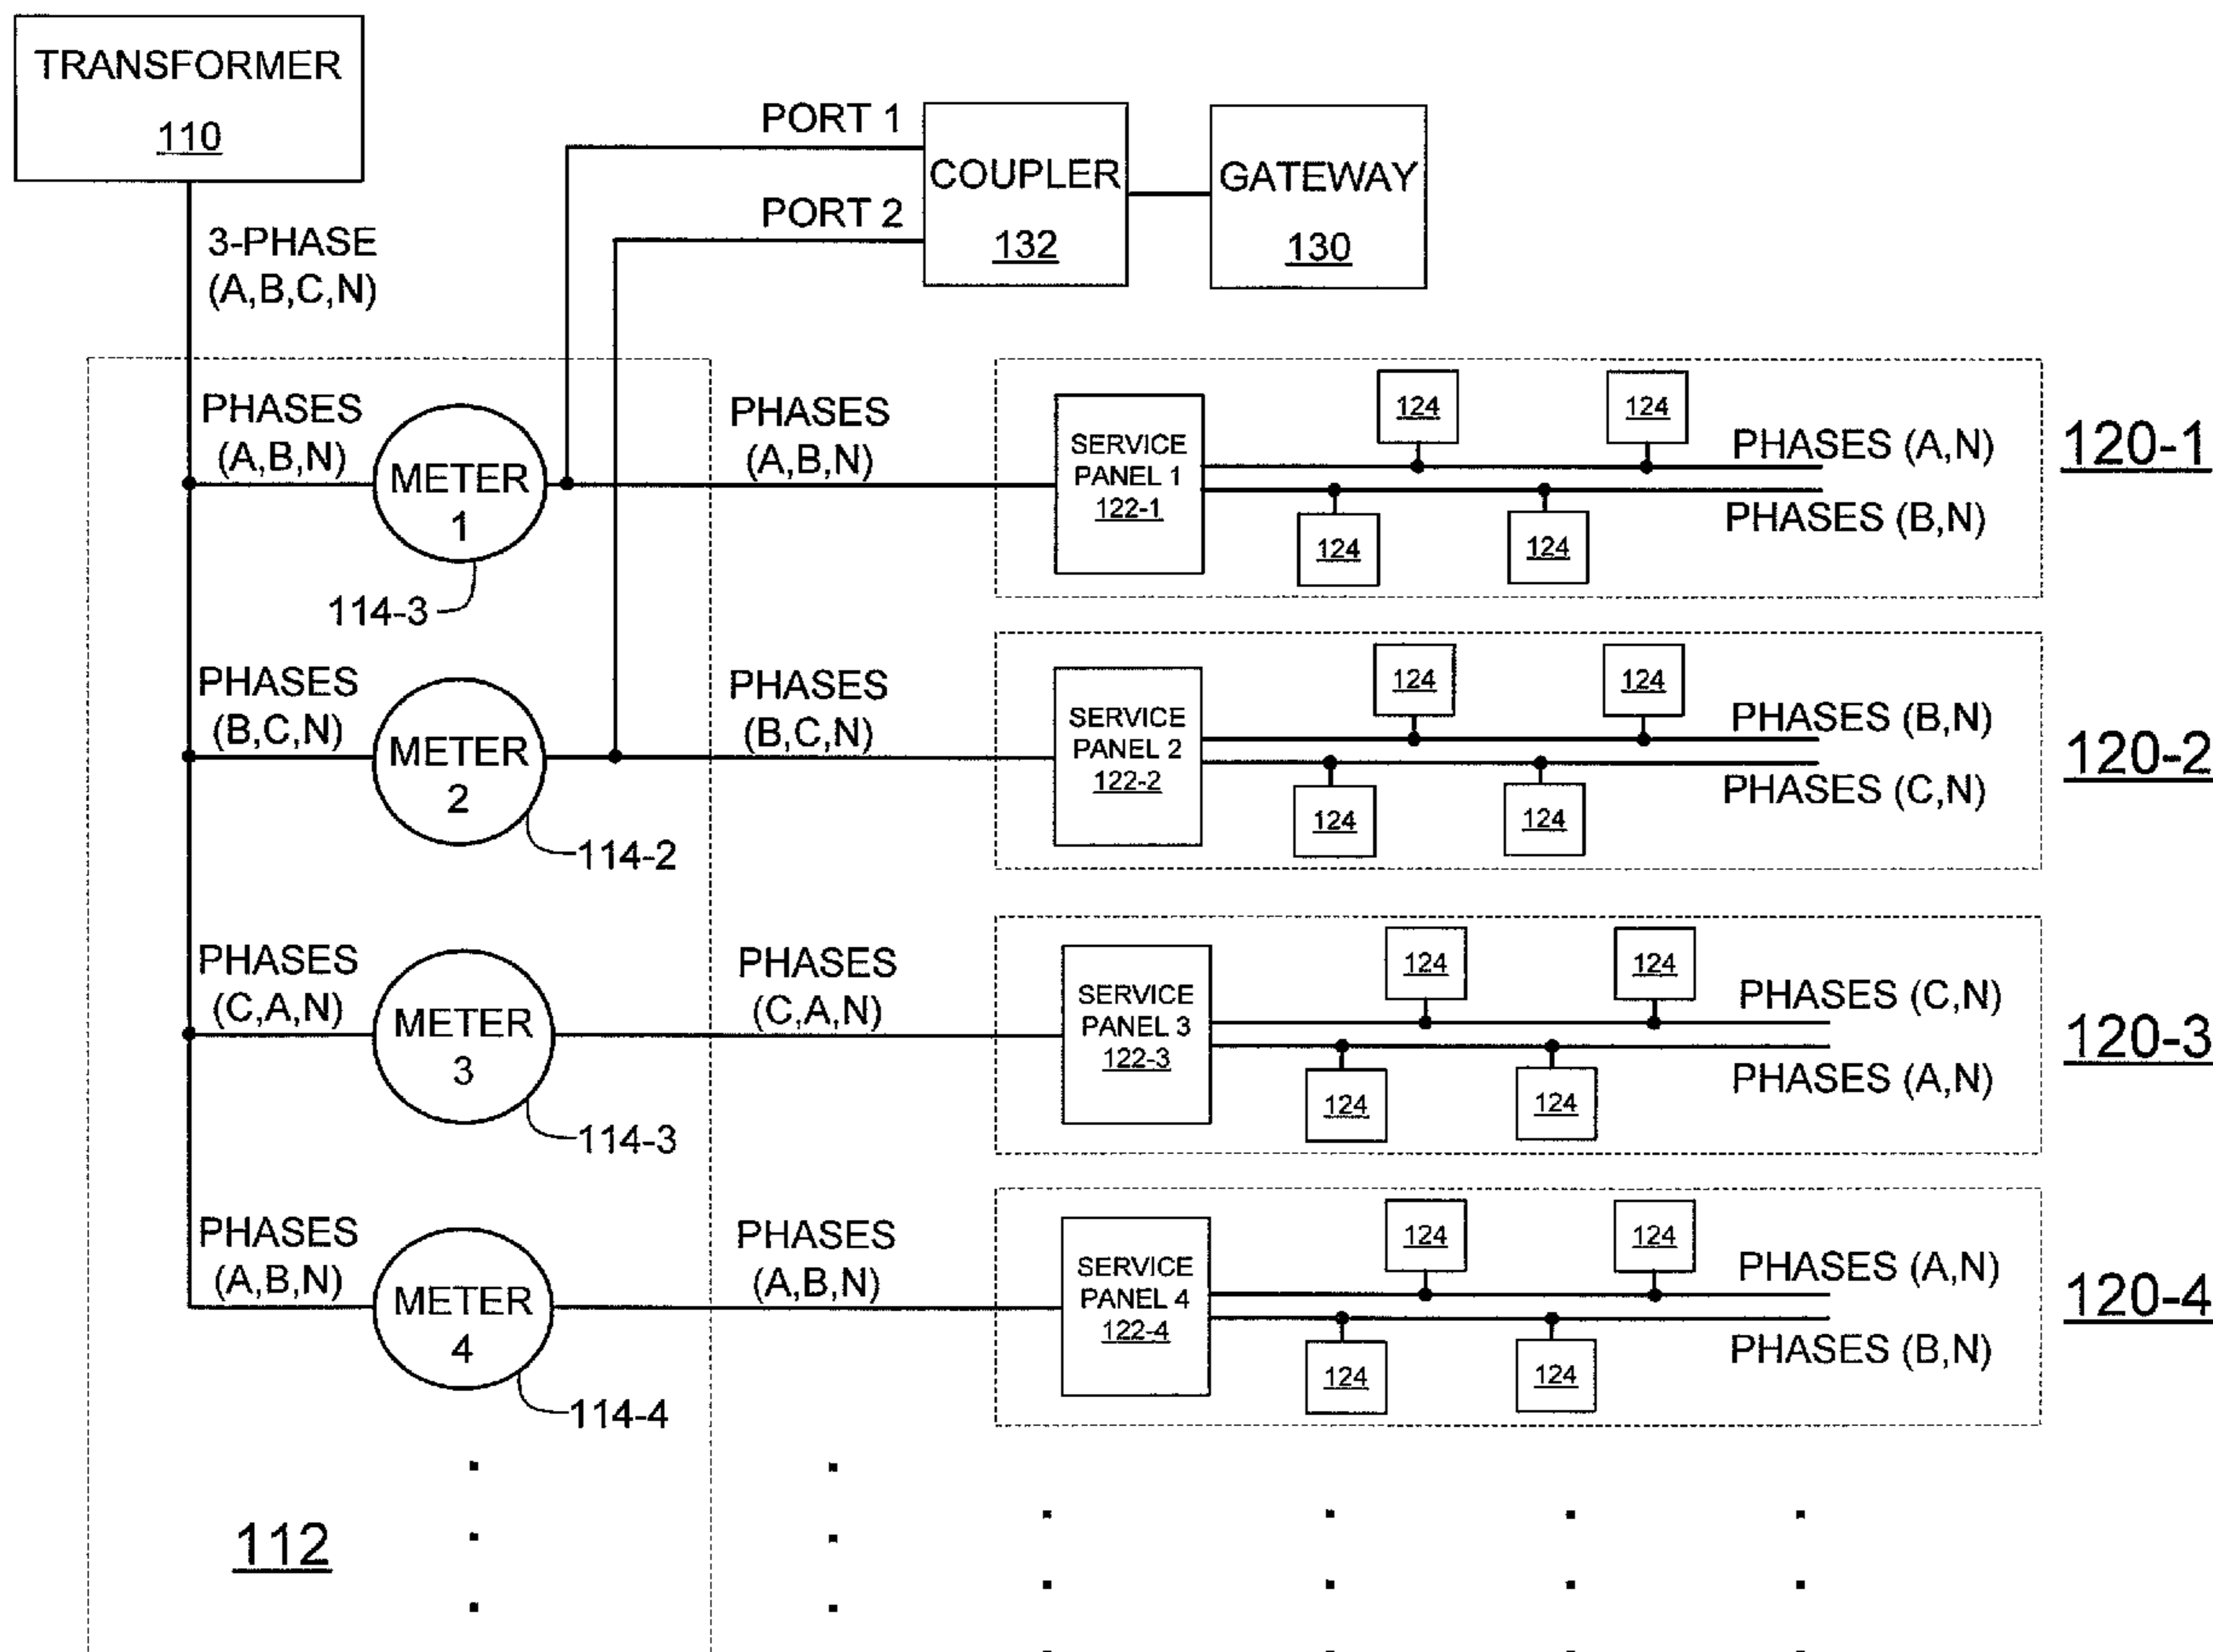 TRANSFORMER
110
3-PHASE
(A,B,C,N)
PORT 1
PORT 2
COUPLER
132
GATEWAY
130
PHASES
(A,B,N)
METER
1
114-3
PHASES
(A,B,N)
SERVICE
PANEL 1
122-1
124
124
124
124
PHASES (A,N)
PHASES (B,N)
120-1
PHASES
(B,C,N)
METER
2
114-2
PHASES
(B,C,N)
SERVICE
PANEL 2
122-2
124
124
124
124
PHASES (B,N)
PHASES (C,N)
120-2
PHASES
(C,A,N)
METER
3
114-3
PHASES
(C,A,N)
SERVICE
PANEL 3
122-3
124
124
124
124
PHASES (C,N)
PHASES (A,N)
120-3
PHASES
(A,B,N)
METER
4
114-4
PHASES
(A,B,N)
SERVICE
PANEL 4
122-4
124
124
124
124
PHASES (A,N)
PHASES (B,N)
120-4
112